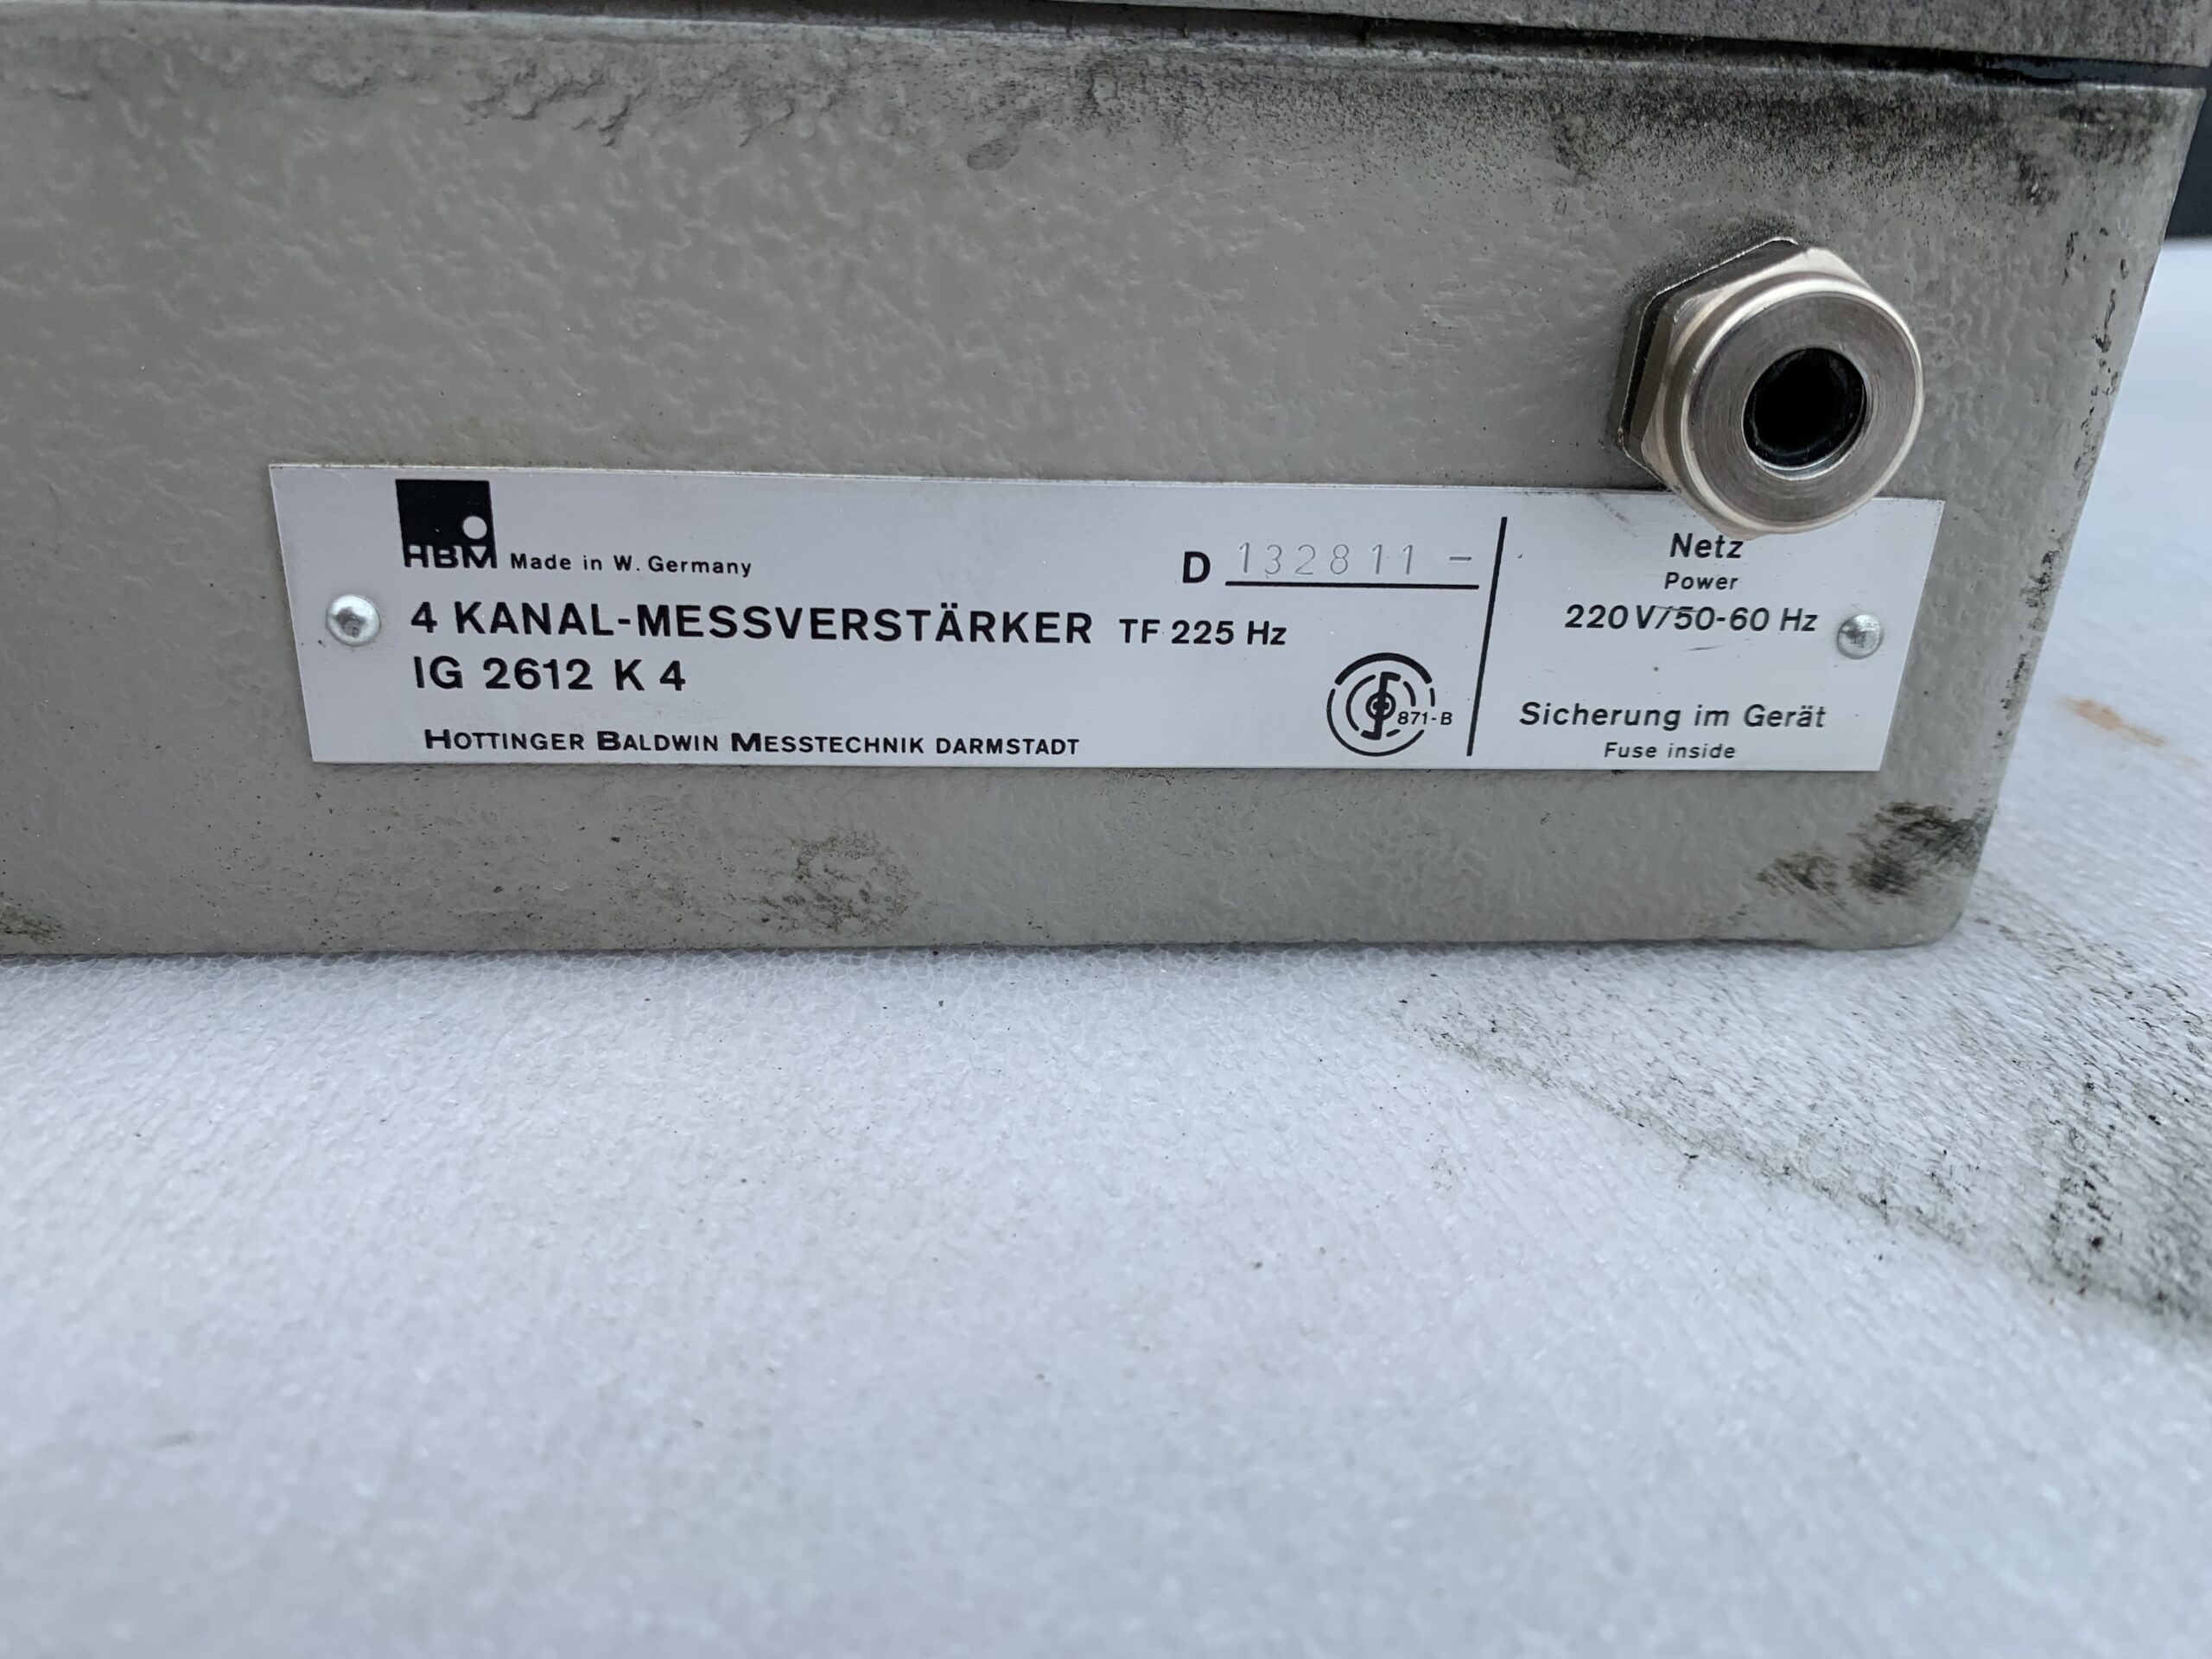 HBM Made in W. Germany
D 132811 -
4 KANAL-MESSVERSTÄRKER TF 225 Hz
IG 2612 K 4
871-B
HOTTINGER BALDWIN MESSTECHNIK DARMSTADT
Netz
Power
220V/50-60 Hz
Sicherung im Gerät
Fuse inside